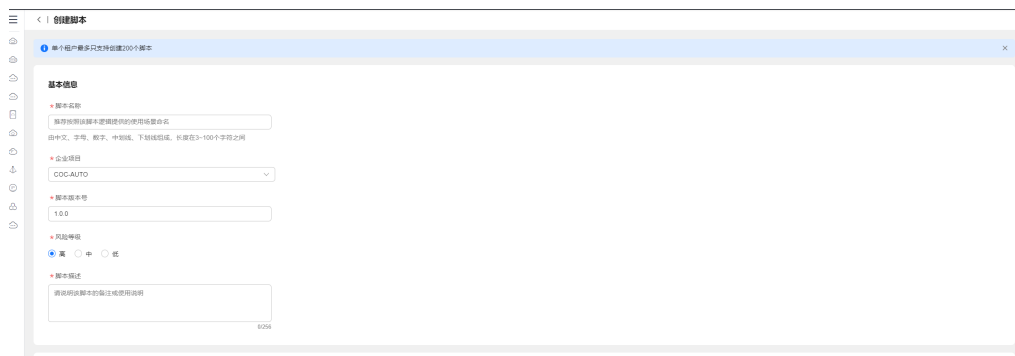 创建脚本
单个租户最多只支持创建200个脚本
基本信息
* 脚本名称
推荐按照该脚本逻辑提供的使用场景命名
由中文、字母、数字、中划线、下划线组成，长度在3~100个字符之间
* 企业项目
COC-AUTO
* 脚本版本号
1.0.0
* 风险等级
高 中 低
* 脚本描述
请说明该脚本的备注或使用说明
0/256